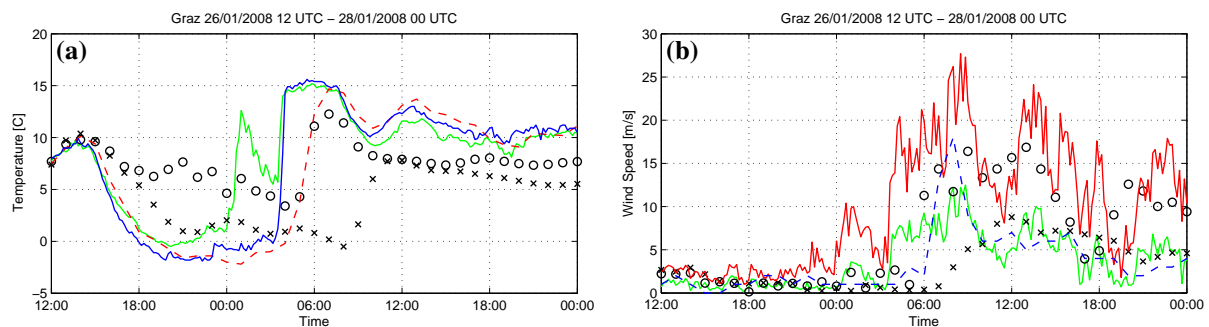 Graz 26/01/2008 12 UTC – 28/01/2008 00 UTC
(a)
Temperature [C]
20
15
10
5
0
−5
12:00 18:00 00:00 06:00 12:00 18:00 00:00
Time
Graz 26/01/2008 12 UTC – 28/01/2008 00 UTC
(b)
Wind Speed [m/s]
30
25
20
15
10
5
0
12:00 18:00 00:00 06:00 12:00 18:00 00:00
Time